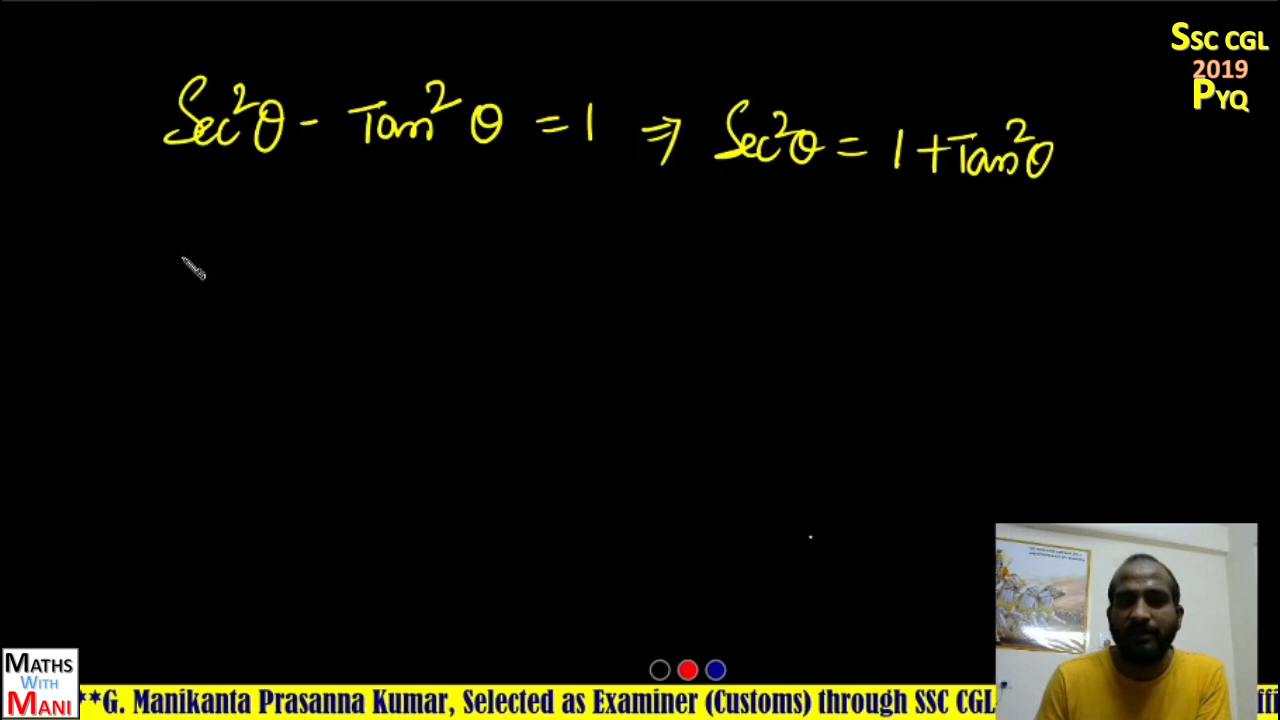 Sec²θ - Tan²θ = 1 ⇒ Sec²θ = 1 + Tan²θ
SSC CGL
2019
PYQ
MATHS
WITH
MANI
**G. Manikanta Prasanna Kumar, Selected as Examiner (Customs) through SSC CGL